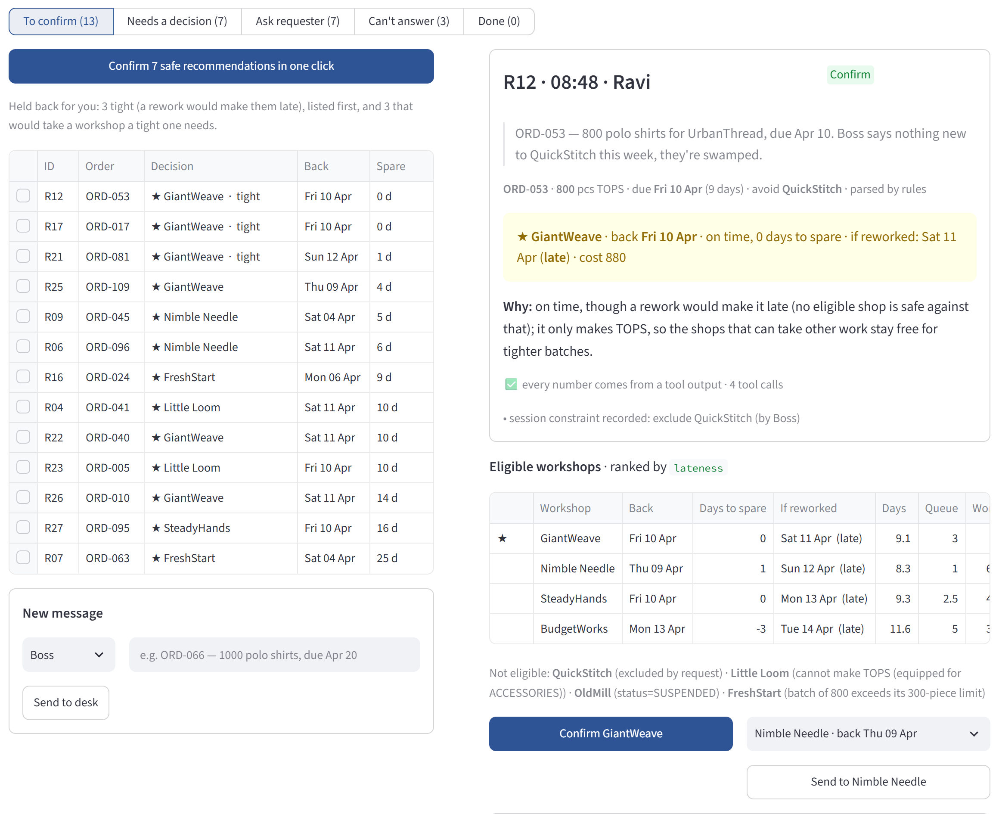 To confirm (13)
Needs a decision (7)
Ask requester (7)
Can't answer (3)
Done (0)
Confirm 7 safe recommendations in one click
Held back for you: 3 tight (a rework would make them late), listed first, and 3 that
would take a workshop a tight one needs.
ID Order Decision Back Spare
R12 ORD-053 ★ GiantWeave · tight Fri 10 Apr 0 d
R17 ORD-017 ★ GiantWeave · tight Fri 10 Apr 0 d
R21 ORD-081 ★ GiantWeave · tight Sun 12 Apr 1 d
R25 ORD-109 ★ GiantWeave Thu 09 Apr 4 d
R09 ORD-045 ★ Nimble Needle Sat 04 Apr 5 d
R06 ORD-096 ★ Nimble Needle Sat 11 Apr 6 d
R16 ORD-024 ★ FreshStart Mon 06 Apr 9 d
R04 ORD-041 ★ Little Loom Sat 11 Apr 10 d
R22 ORD-040 ★ GiantWeave Sat 11 Apr 10 d
R23 ORD-005 ★ Little Loom Fri 10 Apr 10 d
R26 ORD-010 ★ GiantWeave Sat 11 Apr 14 d
R27 ORD-095 ★ SteadyHands Fri 10 Apr 16 d
R07 ORD-063 ★ FreshStart Sat 04 Apr 25 d
New message
Boss
e.g. ORD-066 — 1000 polo shirts, due Apr 20
Send to desk
R12 · 08:48 · Ravi
Confirm
ORD-053 — 800 polo shirts for UrbanThread, due Apr 10. Boss says nothing new
to QuickStitch this week, they're swamped.
ORD-053 · 800 pcs TOPS · due Fri 10 Apr (9 days) · avoid QuickStitch · parsed by rules
★ GiantWeave · back Fri 10 Apr · on time, 0 days to spare · if reworked: Sat 11
Apr (late) · cost 880
Why: on time, though a rework would make it late (no eligible shop is safe against
that); it only makes TOPS, so the shops that can take other work stay free for
tighter batches.
✅ every number comes from a tool output · 4 tool calls
• session constraint recorded: exclude QuickStitch (by Boss)
Eligible workshops · ranked by lateness
Workshop Back Days to spare If reworked Days Queue
★ GiantWeave Fri 10 Apr 0 Sat 11 Apr (late) 9.1 3
Nimble Needle Thu 09 Apr 1 Sun 12 Apr (late) 8.3 1
SteadyHands Fri 10 Apr 0 Mon 13 Apr (late) 9.3 2.5
BudgetWorks Mon 13 Apr -3 Tue 14 Apr (late) 11.6 5
Not eligible: QuickStitch (excluded by request) · Little Loom (cannot make TOPS (equipped for
ACCESSORIES)) · OldMill (status=SUSPENDED) · FreshStart (batch of 800 exceeds its 300-piece limit)
Confirm GiantWeave
Nimble Needle · back Thu 09 Apr
Send to Nimble Needle